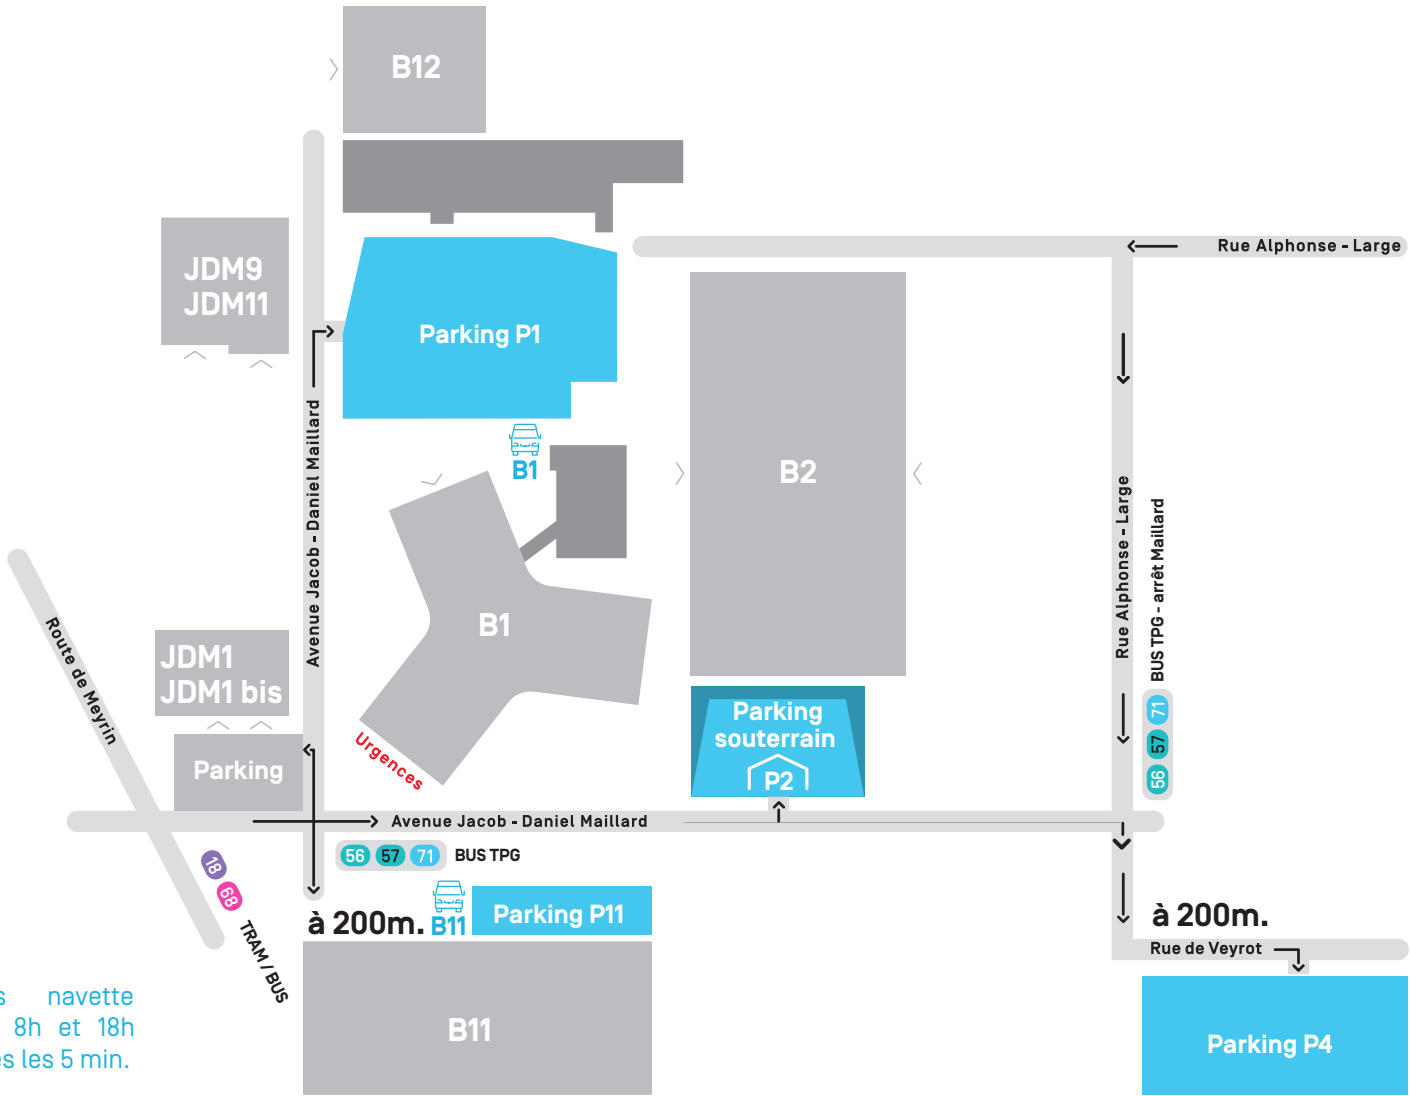 B12
Rue Alphonse - Large
JDM9
JDM11
Parking P1
Avenue Jacob - Daniel Maillard
B1
B2
Rue Alphonse - Large
BUS TPG - arrêt Maillard
56 57 71
Route de Meyrin
B1
JDM1
JDM1 bis
Urgences
Parking
souterrain
P2
Parking
Avenue Jacob - Daniel Maillard
56 57 71 BUS TPG
18 68 TRAM / BUS
à 200m.
B11
Parking P11
à 200m.
Rue de Veyrot
B11
Parking P4
navette
8h et 18h
les 5 min.